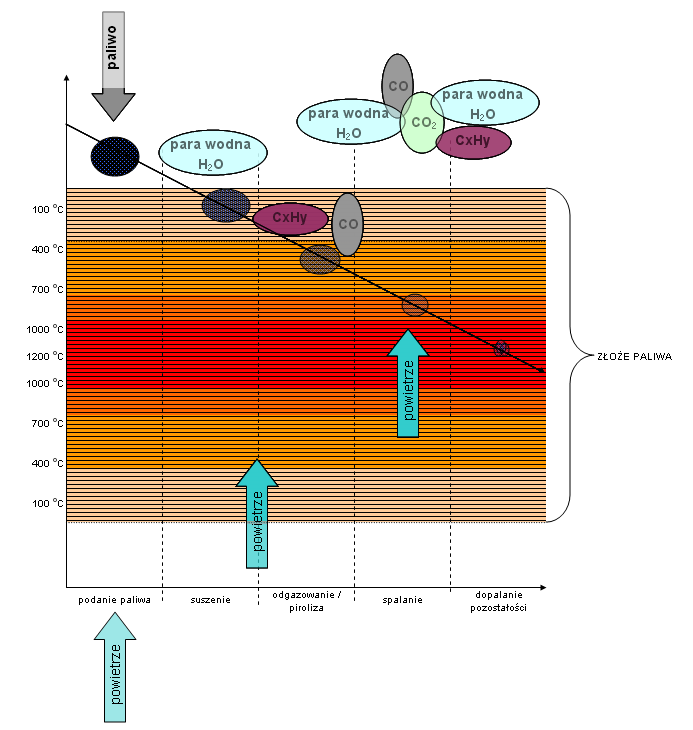 paliwo
CO
para wodna
H₂O
para wodna
H₂O
CO₂
CxHy
para wodna
H₂O
100 °C
CxHy
CO
400 °C
700 °C
1000 °C
1200 °C
1000 °C
700 °C
400 °C
100 °C
ZŁOŻE PALIWA
powietrze
powietrze
podanie paliwa
suszenie
odgazowanie /
piroliza
spalanie
dopalanie
pozostałości
powietrze